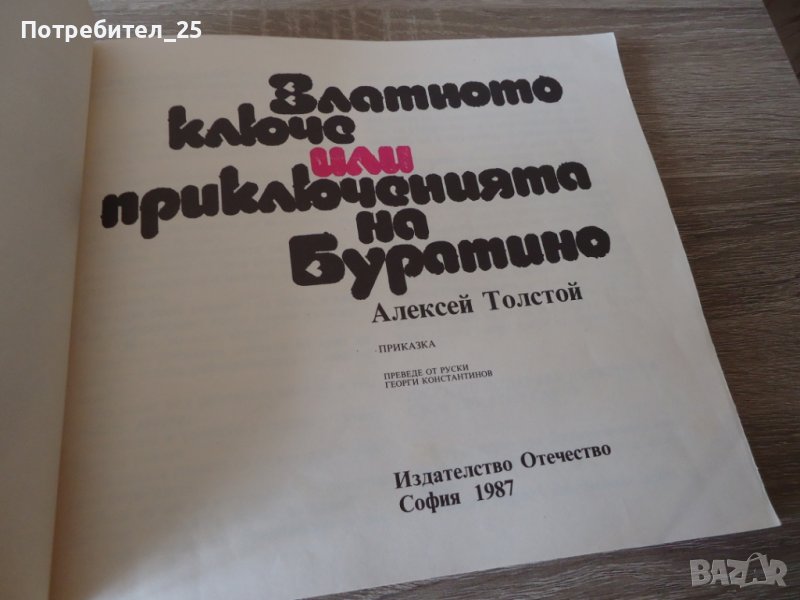 Потребител_25
Златното
ключе
или
приключенията
на
Буратино
Алексей Толстой
ПРИКАЗКА
ПРЕВЕДЕ ОТ РУСКИ
ГЕОРГИ КОНСТАНТИНОВ
Издателство Отечество
София 1987
BAZAR